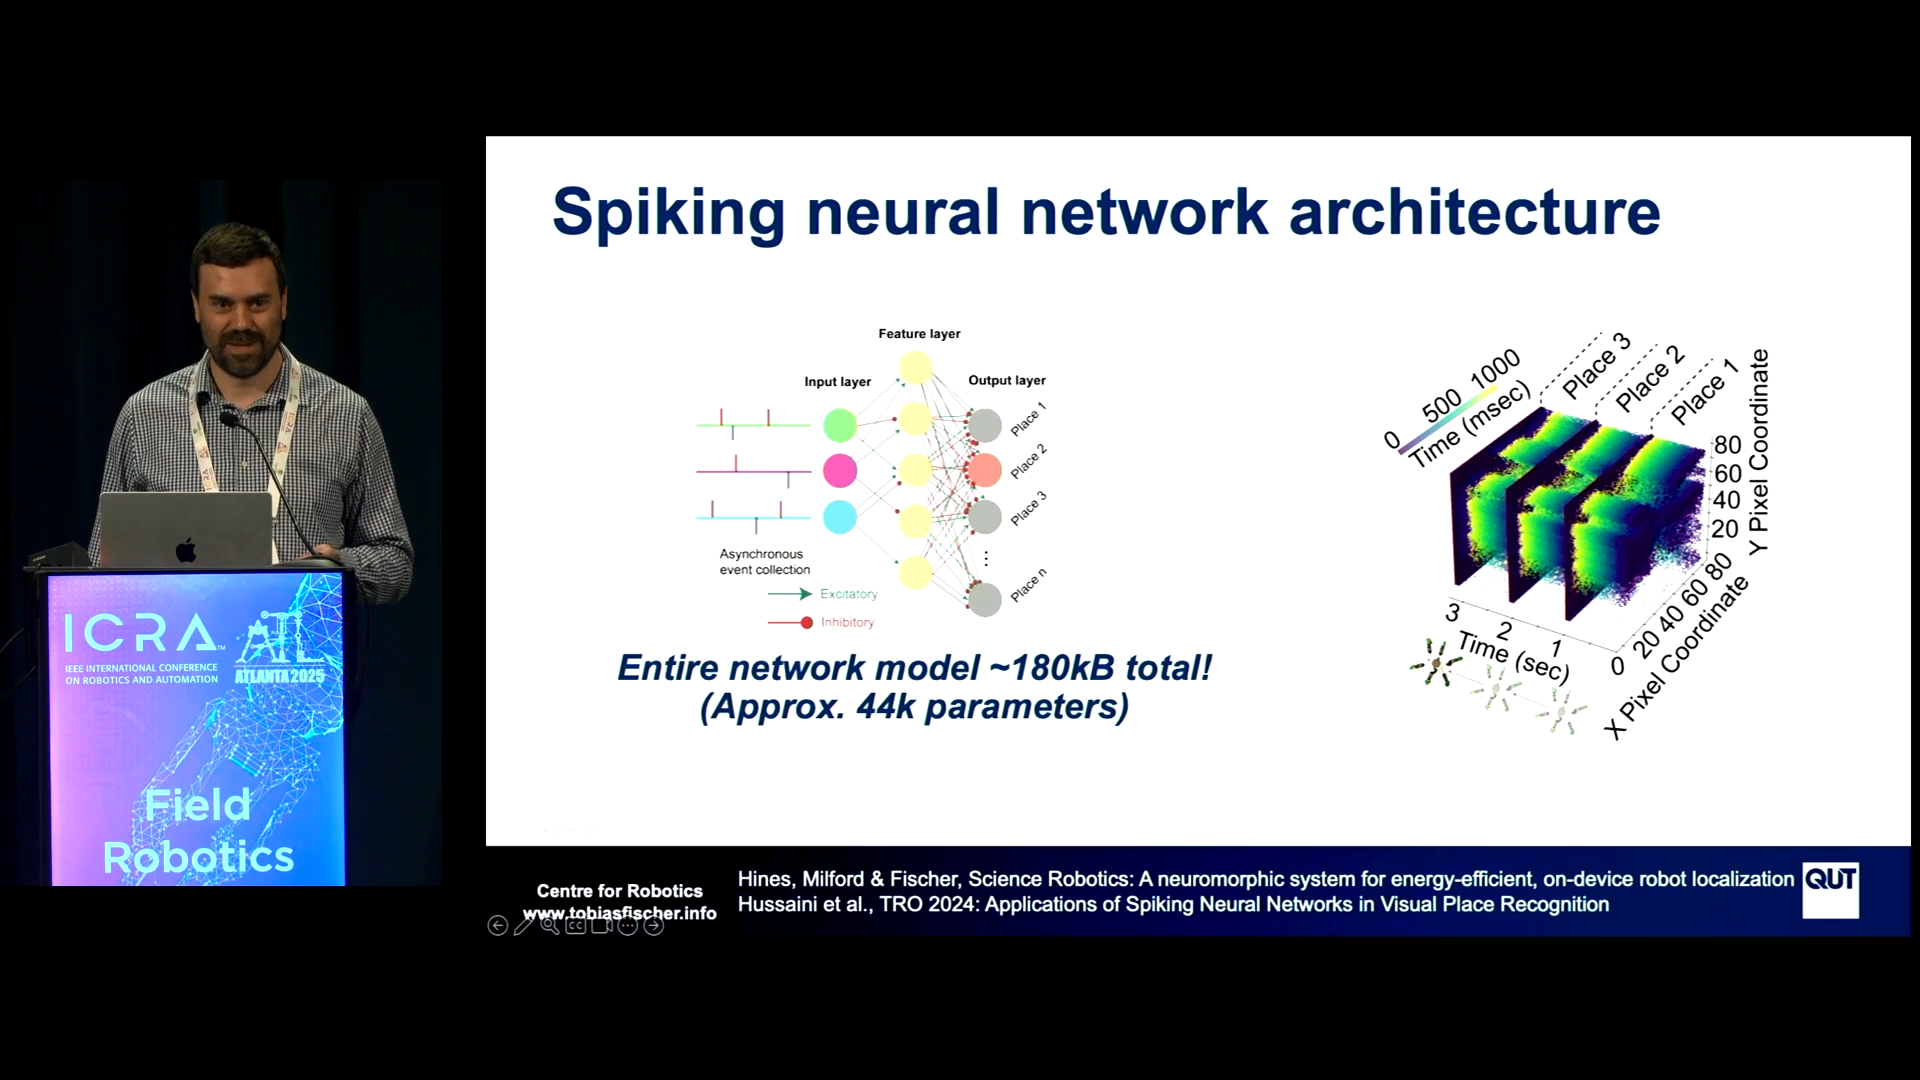 Spiking neural network architecture
Feature layer
Input layer
Output layer
Place 1
Place 2
Place 3
Place n
Asynchronous
event collection
Excitatory
Inhibitory
Entire network model ~180kB total!
(Approx. 44k parameters)
0 500 1000
Time (msec)
Place 3
Place 2
Place 1
80
60
40
20
Y Pixel Coordinate
3 2 1 0
Time (sec)
20 40 60 80
X Pixel Coordinate
ICRA™
IEEE INTERNATIONAL CONFERENCE
ON ROBOTICS AND AUTOMATION
ATL
ATLANTA'2025
Field
Robotics
Centre for Robotics
www.tobiasfischer.info
Hines, Milford & Fischer, Science Robotics: A neuromorphic system for energy-efficient, on-device robot localization
Hussaini et al., TRO 2024: Applications of Spiking Neural Networks in Visual Place Recognition
QUT
CC